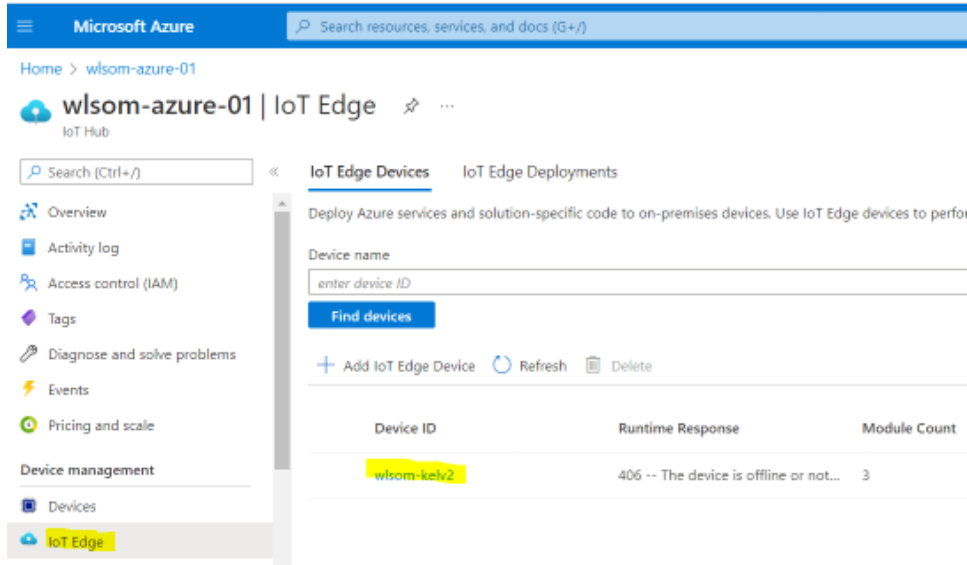 Microsoft Azure
Search resources, services, and docs (G+/)
Home > wlsom-azure-01
wlsom-azure-01 | IoT Edge ...
IoT Hub
Search (Ctrl+/)
«
Overview
Activity log
Access control (IAM)
Tags
Diagnose and solve problems
Events
Pricing and scale
Device management
Devices
IoT Edge
IoT Edge Devices IoT Edge Deployments
Deploy Azure services and solution-specific code to on-premises devices. Use IoT Edge devices to perfor
Device name
enter device ID
Find devices
Add IoT Edge Device Refresh Delete
Device ID Runtime Response Module Count
wlsom-kelv2 406 -- The device is offline or not... 3